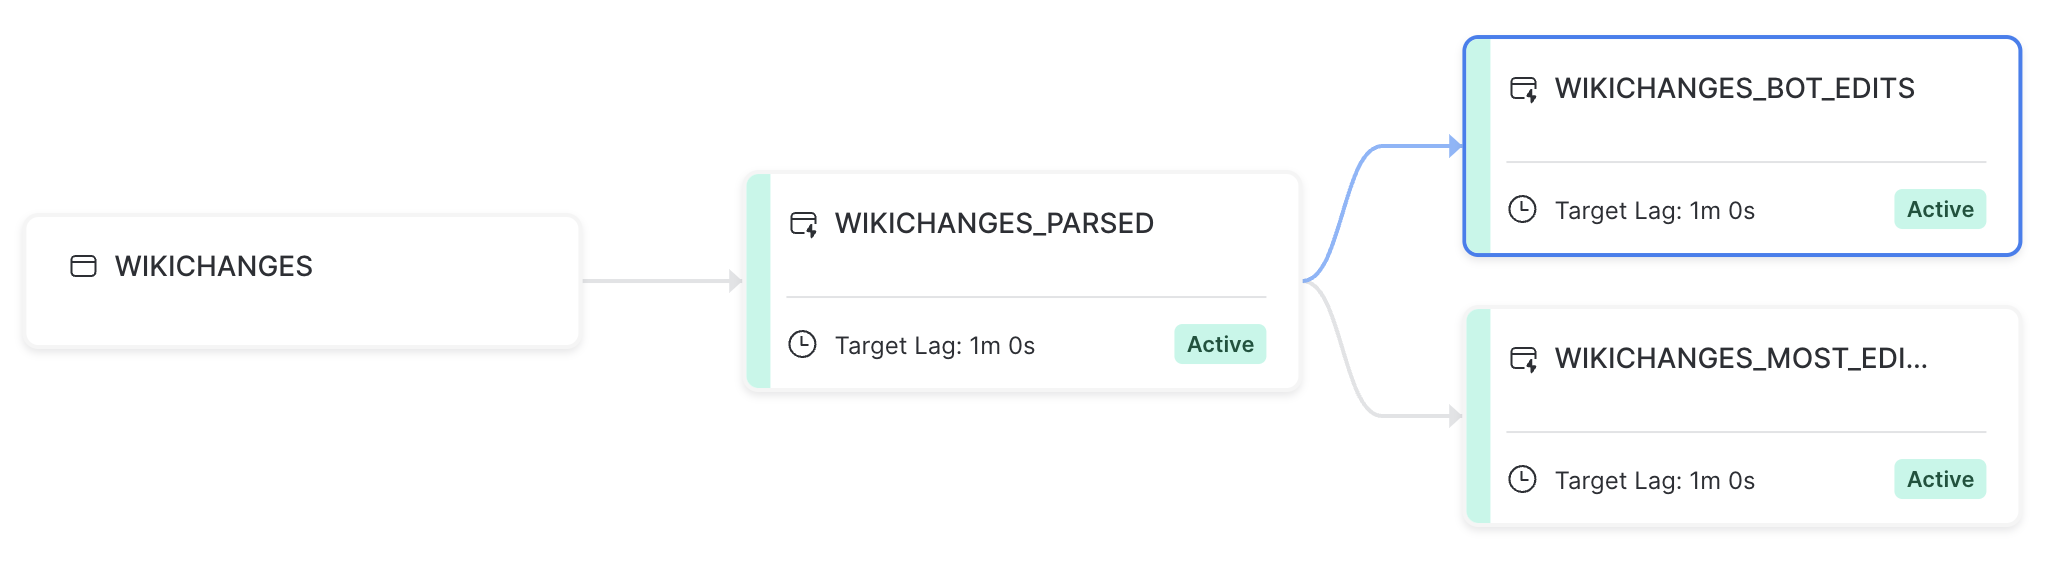 WIKICHANGES
WIKICHANGES_PARSED
Target Lag: 1m 0s
Active
WIKICHANGES_BOT_EDITS
Target Lag: 1m 0s
Active
WIKICHANGES_MOST_EDI...
Target Lag: 1m 0s
Active